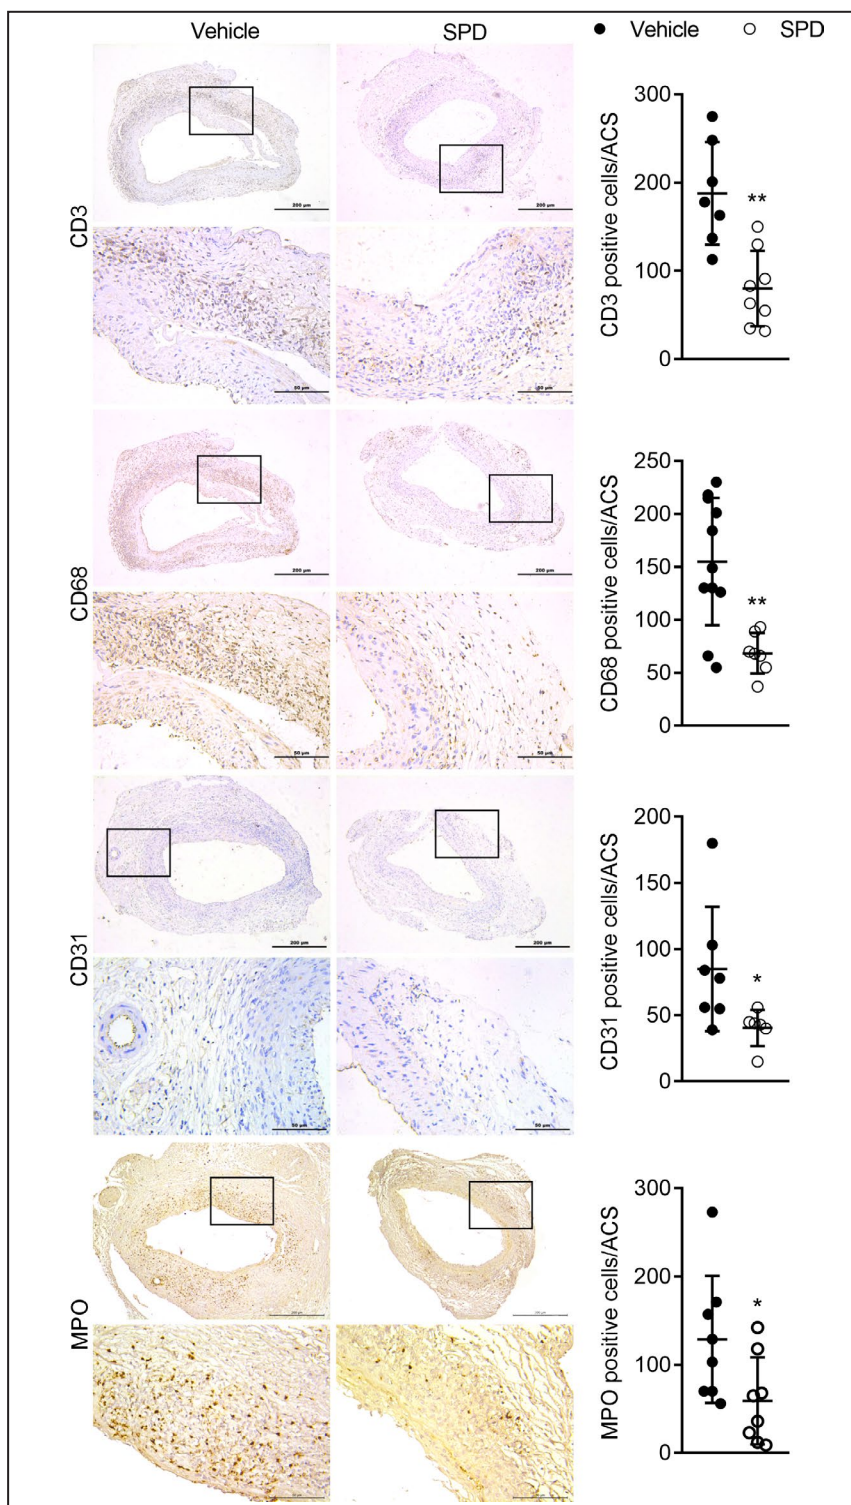 Vehicle SPD
● Vehicle ○ SPD
CD3
200 µm
200 µm
50 µm
50 µm
CD3 positive cells/ACS
300
200
100
0
**
CD68
200 µm
200 µm
50 µm
50 µm
CD68 positive cells/ACS
250
200
150
100
50
0
**
CD31
200 µm
200 µm
50 µm
50 µm
CD31 positive cells/ACS
200
150
100
50
0
*
MPO
MPO positive cells/ACS
300
200
100
0
*